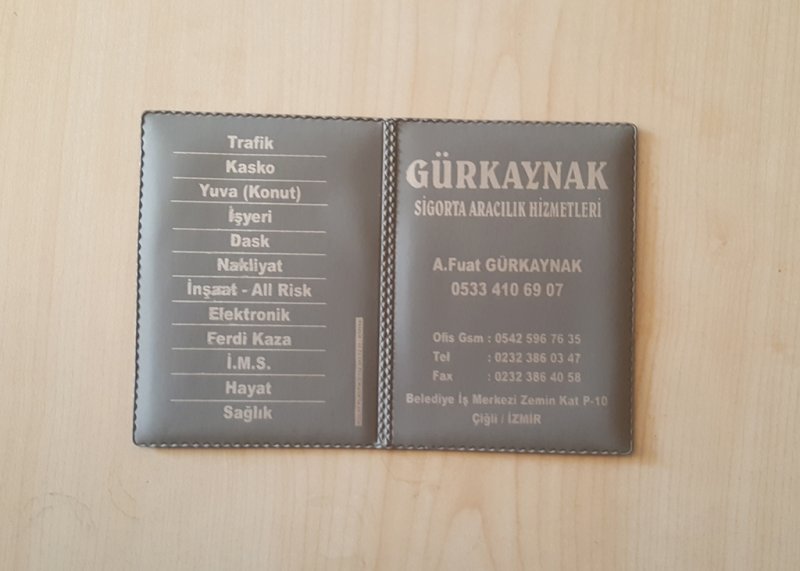 Trafik
Kasko
Yuva (Konut)
İşyeri
Dask
Nakliyat
İnşaat - All Risk
Elektronik
Ferdi Kaza
İ.M.S.
Hayat
Sağlık
GÜRKAYNAK
SİGORTA ARACILIK HİZMETLERİ
A.Fuat GÜRKAYNAK
0533 410 69 07
Ofis Gsm : 0542 596 76 35
Tel : 0232 386 03 47
Fax : 0232 386 40 58
Belediye İş Merkezi Zemin Kat P-10
Çiğli / İZMİR